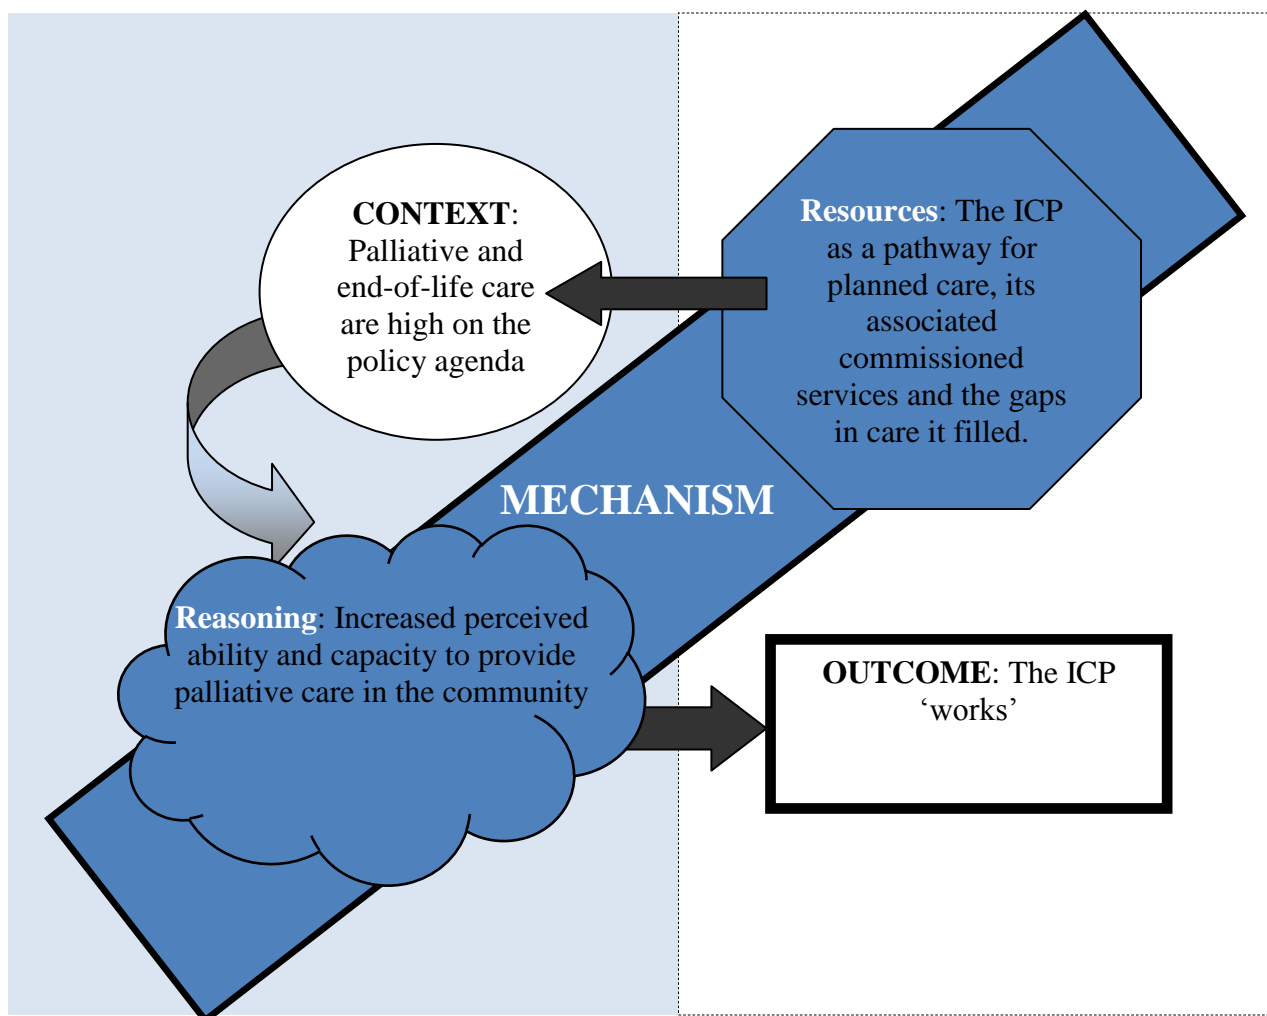 CONTEXT:
Palliative and
end-of-life care
are high on the
policy agenda
Resources: The ICP
as a pathway for
planned care, its
associated
commissioned
services and the gaps
in care it filled.
MECHANISM
Reasoning: Increased perceived
ability and capacity to provide
palliative care in the community
OUTCOME: The ICP
‘works’